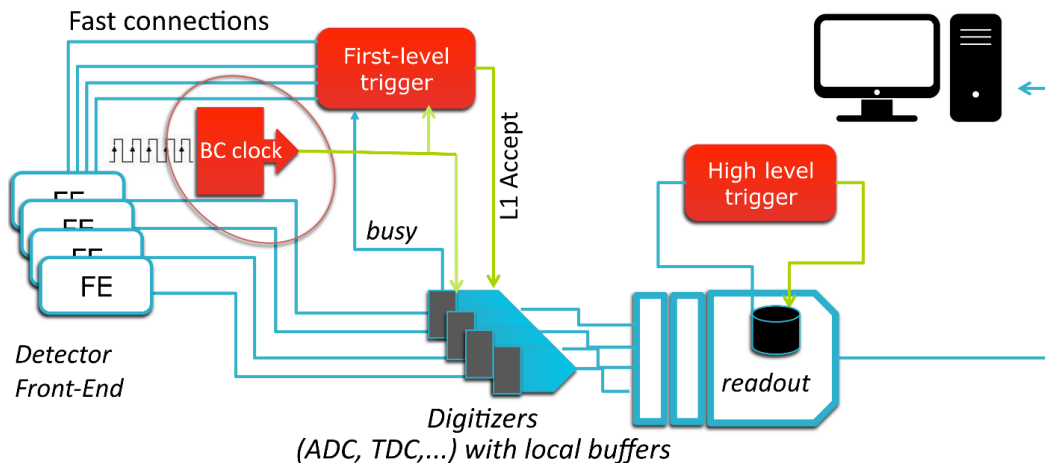 Fast connections
First-level
trigger
BC clock
L1 Accept
High level
trigger
busy
FE
FE
FE
FE
Detector
Front-End
readout
Digitizers
(ADC, TDC,...) with local buffers